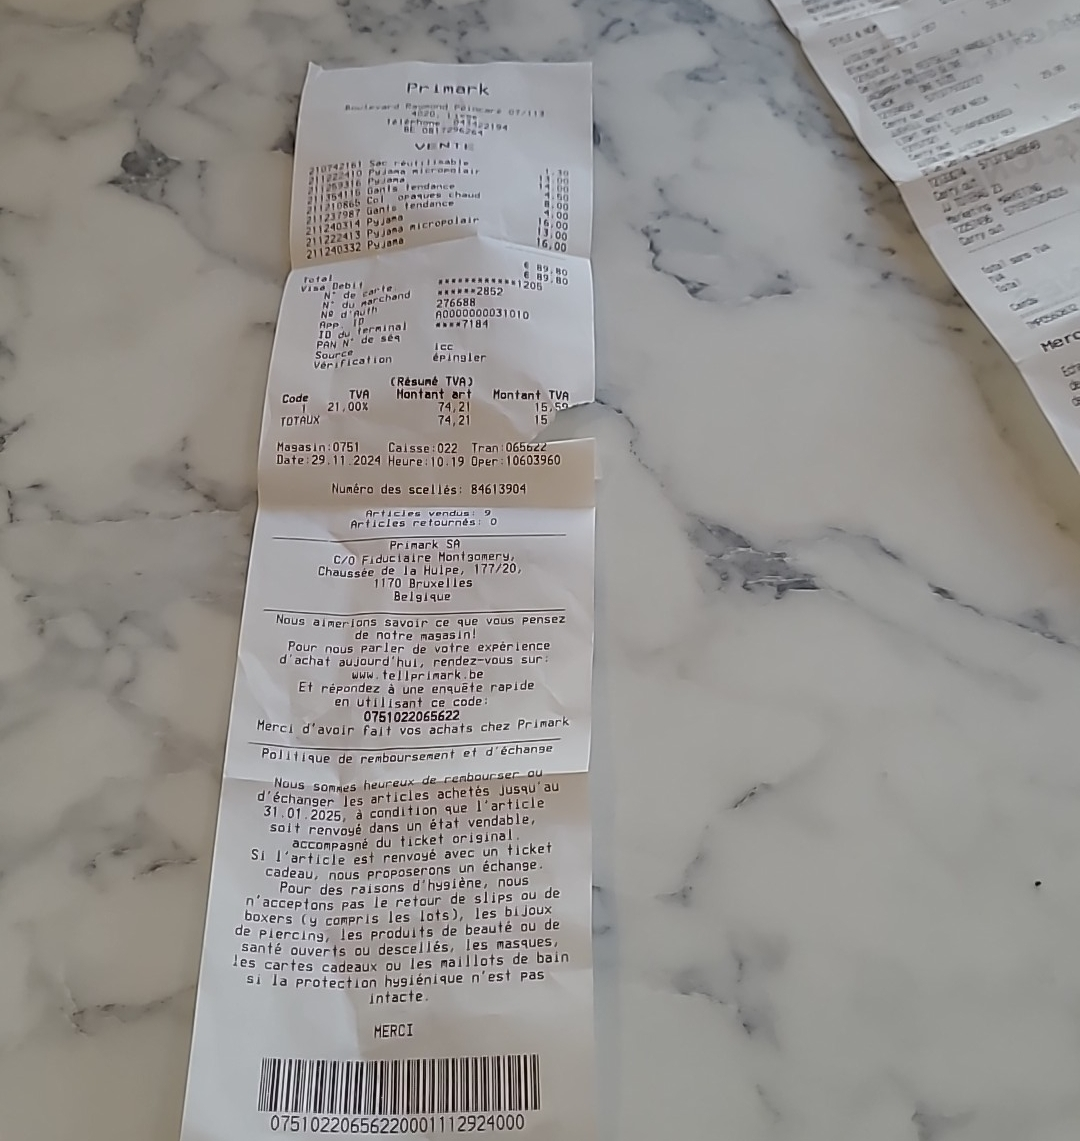 Primark
Boulevard Raymond Poincaré 07/113
4020, Liège
Téléphone 043422194
BE 0817296264
VENTE
210742161 Sac réutilisable
211222410 Pyjama micropolair
211259316 Pyjama
211354116 Gants tendance
211210865 Col. opaques chaud
211237987 Gants tendance
211240314 Pyjama
211222413 Pyjama micropolair
211240332 Pyjama
14,00
4,50
8,00
4,00
16,00
13,00
16,00
Total € 89,80
Visa Debit € 89,80
N° de carte ************1205
N° du marchand ******2852
Nº d'Auth 276688
App. ID A0000000031010
ID du terminal ****7184
PAN N° de seq
Source icc
Vérification épingler
(Résumé TVA)
Code TVA Montant art Montant TVA
1 21,00% 74,21 15,59
TOTAUX 74,21 15
Magasin:0751 Caisse:022 Tran:065622
Date:29.11.2024 Heure:10.19 Oper:10603960
Numéro des scellés: 84613904
Articles vendus: 9
Articles retournés: 0
Primark SA
C/O Fiduciaire Montgomery,
Chaussée de la Hulpe, 177/20,
1170 Bruxelles
Belgique
Nous aimerions savoir ce que vous pensez
de notre magasin!
Pour nous parler de votre expérience
d'achat aujourd'hui, rendez-vous sur:
www.tellprimark.be
Et répondez à une enquête rapide
en utilisant ce code:
0751022065622
Merci d'avoir fait vos achats chez Primark
Politique de remboursement et d'échange
Nous sommes heureux de rembourser ou
d'échanger les articles achetés jusqu'au
31.01.2025, à condition que l'article
soit renvoyé dans un état vendable,
accompagné du ticket original.
Si l'article est renvoyé avec un ticket
cadeau, nous proposerons un échange.
Pour des raisons d'hygiène, nous
n'acceptons pas le retour de slips ou de
boxers (y compris les lots), les bijoux
de piercing, les produits de beauté ou de
santé ouverts ou descellés, les masques,
les cartes cadeaux ou les maillots de bain
si la protection hygiénique n'est pas
intacte.
MERCI
07510220656220001112924000
Carry out
Carry out
Total sans TVA